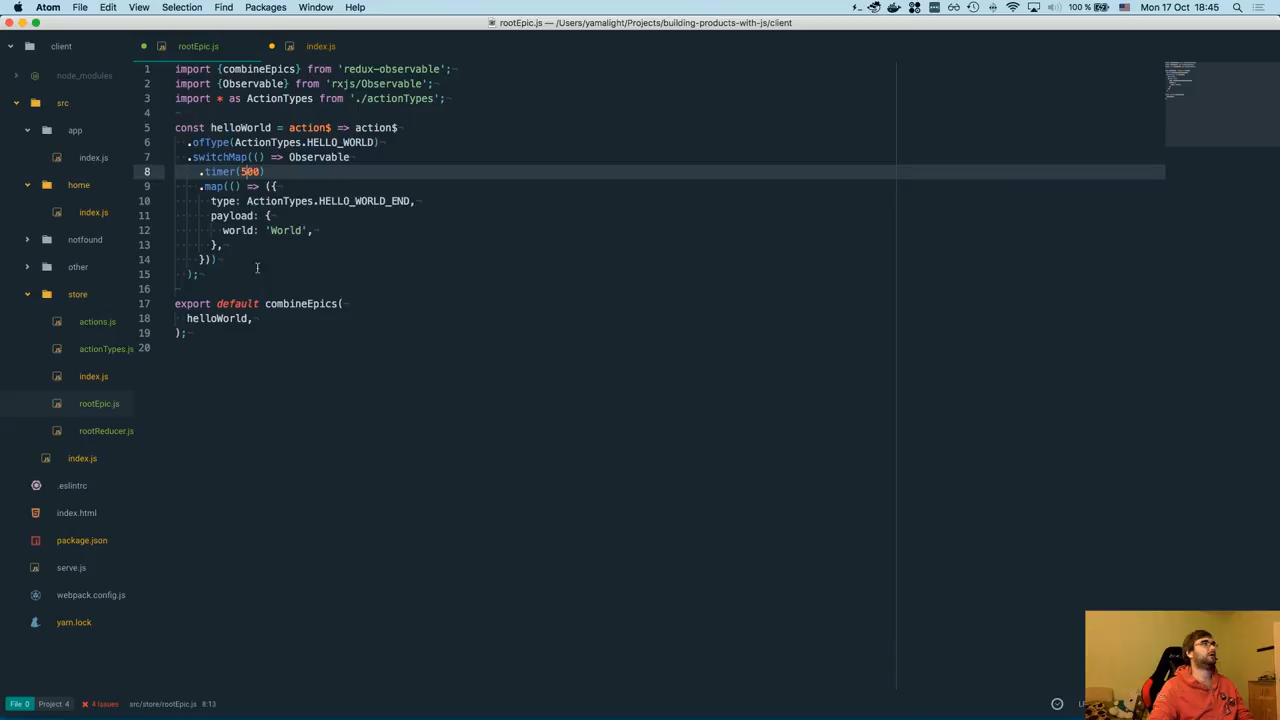 Atom File Edit View Selection Find Packages Window Help
100 % Mon 17 Oct 18:45
rootEpic.js — /Users/yamalight/Projects/building-products-with-js/client
client
rootEpic.js
index.js
node_modules
src
app
index.js
home
index.js
notfound
other
store
actions.js
actionTypes.js
index.js
rootEpic.js
rootReducer.js
index.js
.eslintrc
index.html
package.json
serve.js
webpack.config.js
yarn.lock
1 import {combineEpics} from 'redux-observable';
2 import {Observable} from 'rxjs/Observable';
3 import * as ActionTypes from './actionTypes';
4
5 const helloWorld = action$ => action$
6 .ofType(ActionTypes.HELLO_WORLD)
7 .switchMap(() => Observable
8 .timer(500)
9 .map(() => ({
10 type: ActionTypes.HELLO_WORLD_END,
11 payload: {
12 world: 'World',
13 },
14 }))
15 );
16
17 export default combineEpics(
18 helloWorld,
19 );
20
File 0 Project 4 4 Issues src/store/rootEpic.js 8:13